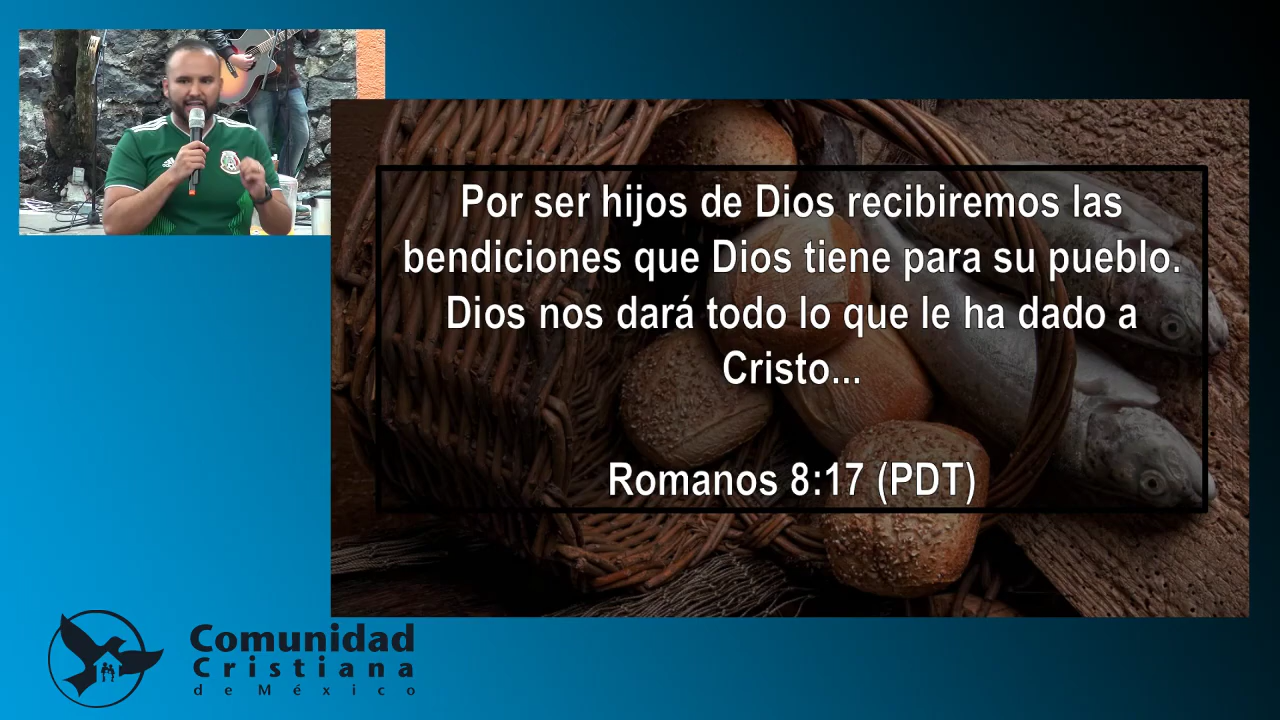 Por ser hijos de Dios recibiremos las
bendiciones que Dios tiene para su pueblo.
Dios nos dará todo lo que le ha dado a
Cristo...
Romanos 8:17 (PDT)
Comunidad
Cristiana
de México